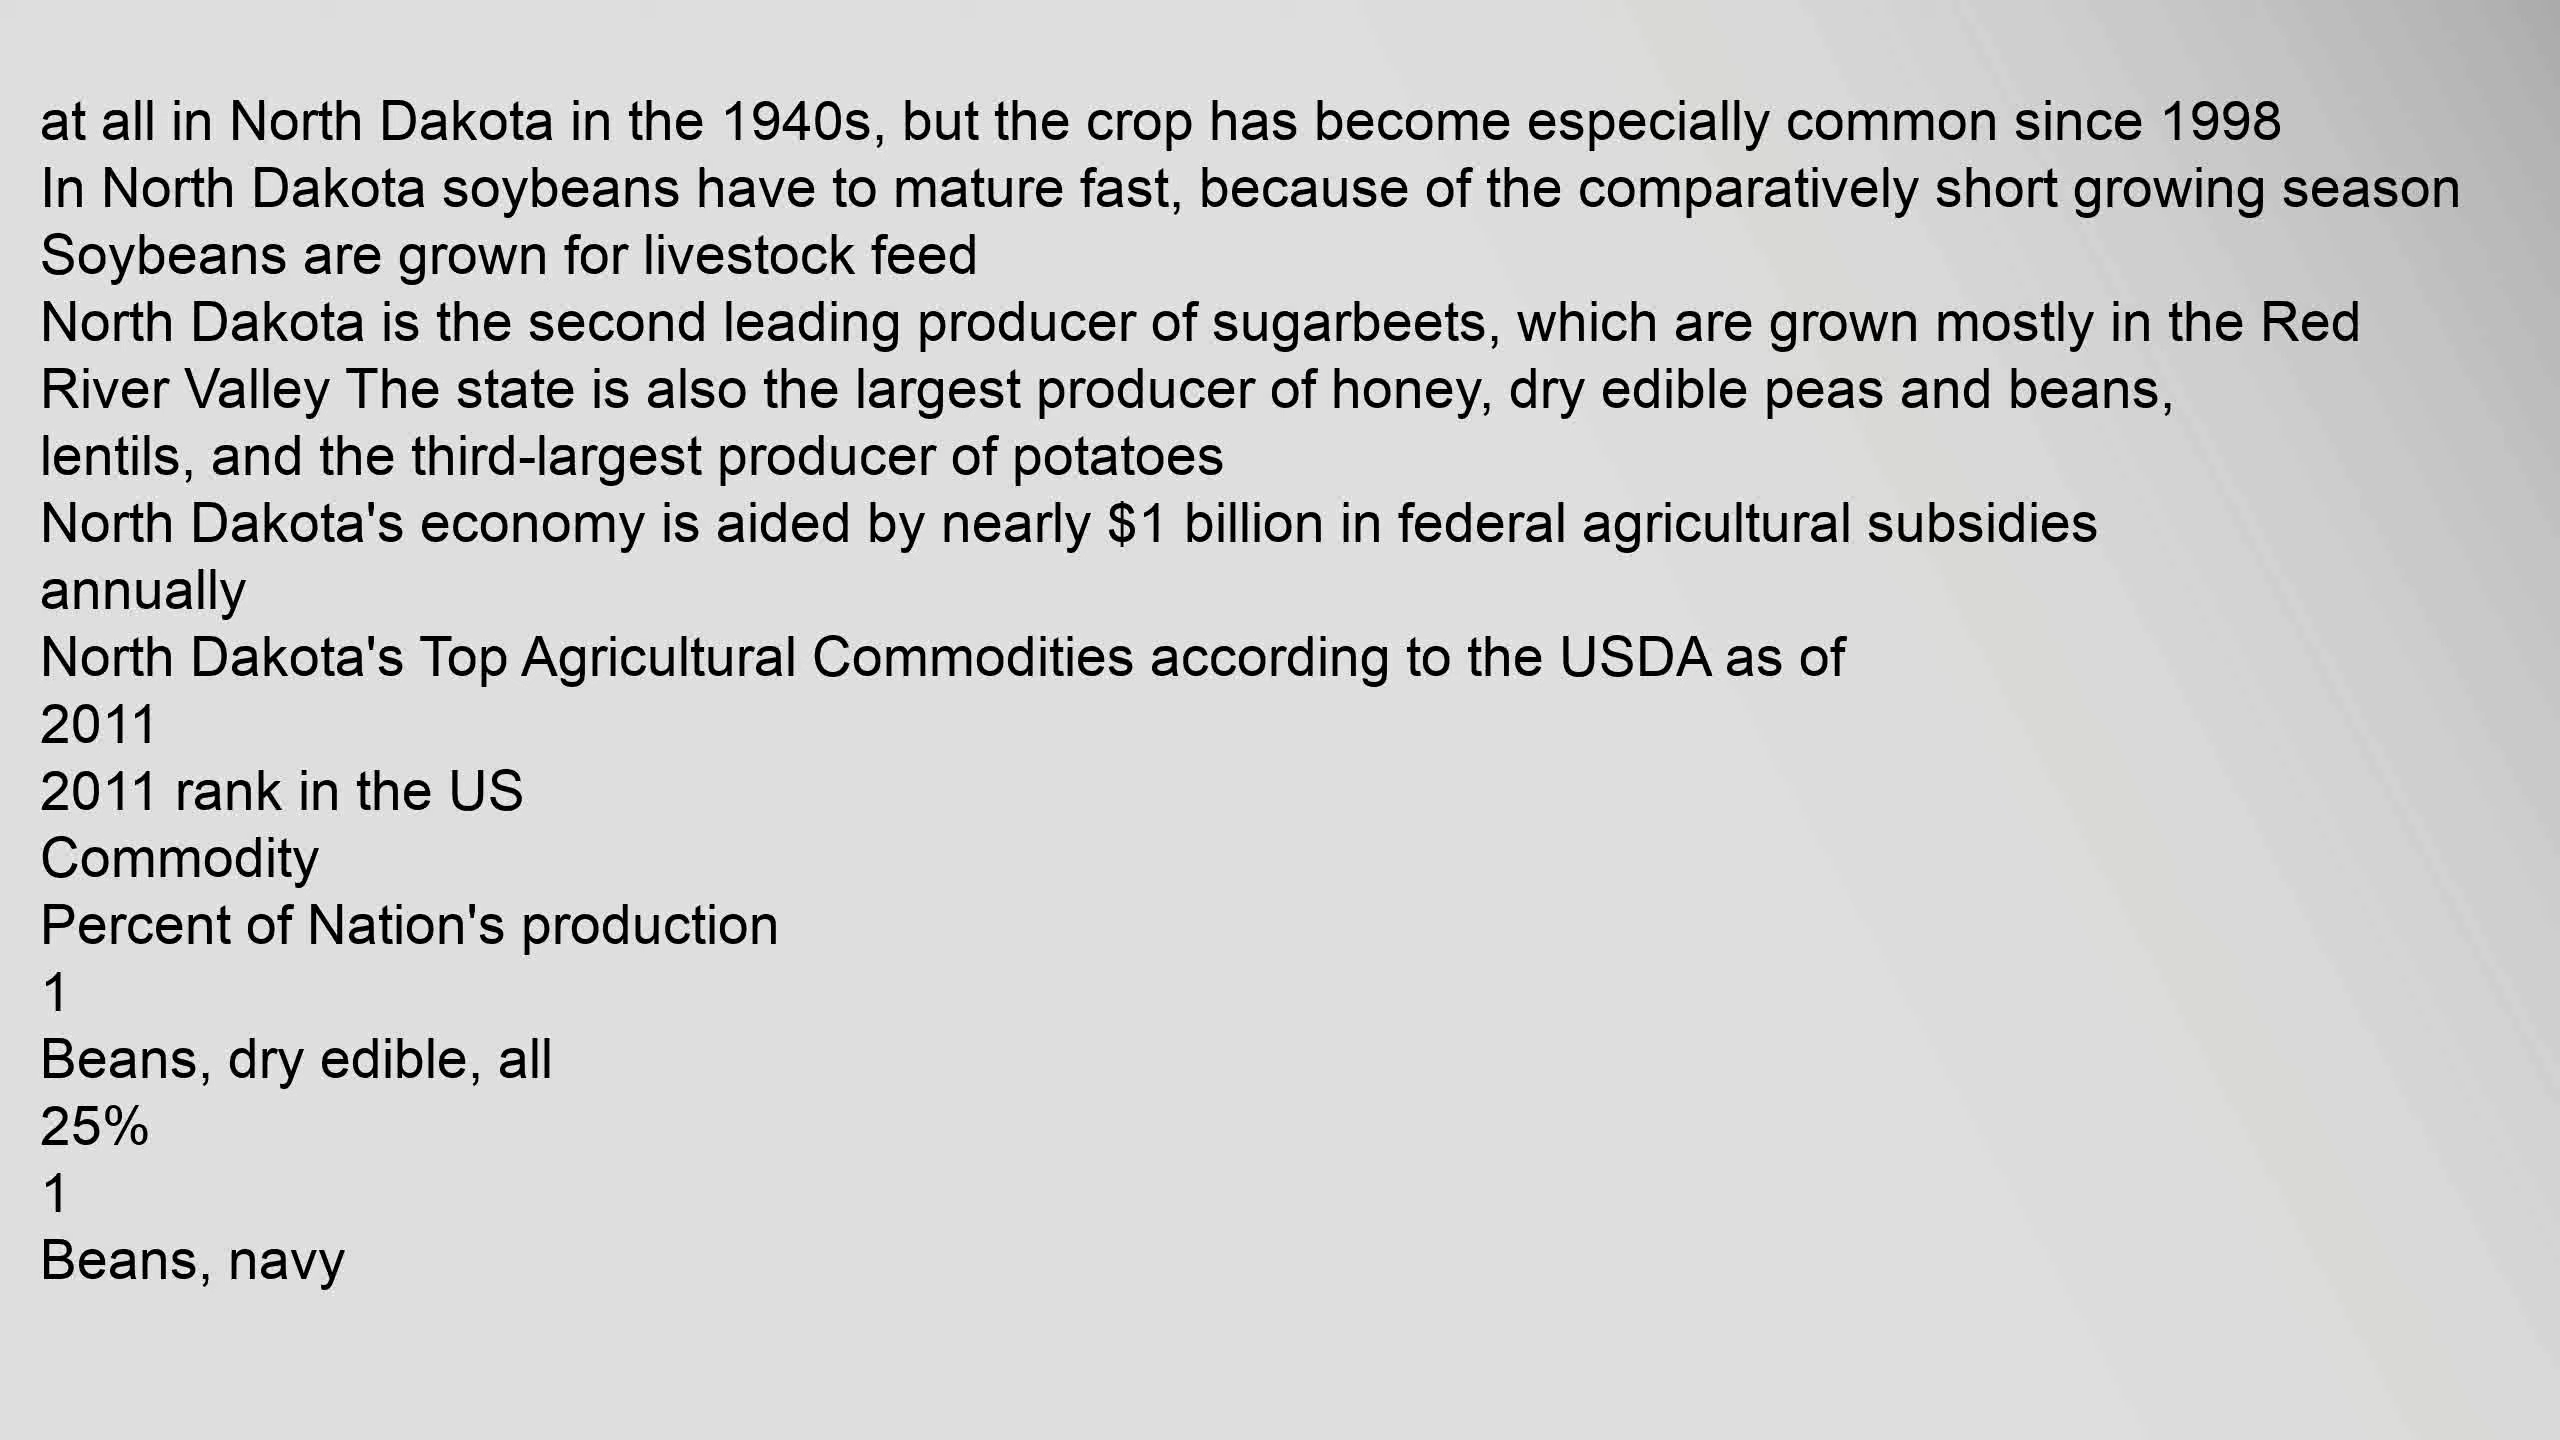 at all in North Dakota in the 1940s, but the crop has become especially common since 1998
In North Dakota soybeans have to mature fast, because of the comparatively short growing season
Soybeans are grown for livestock feed
North Dakota is the second leading producer of sugarbeets, which are grown mostly in the Red
River Valley The state is also the largest producer of honey, dry edible peas and beans,
lentils, and the third-largest producer of potatoes
North Dakota's economy is aided by nearly $1 billion in federal agricultural subsidies
annually
North Dakota's Top Agricultural Commodities according to the USDA as of
2011
2011 rank in the US
Commodity
Percent of Nation's production
1
Beans, dry edible, all
25%
1
Beans, navy